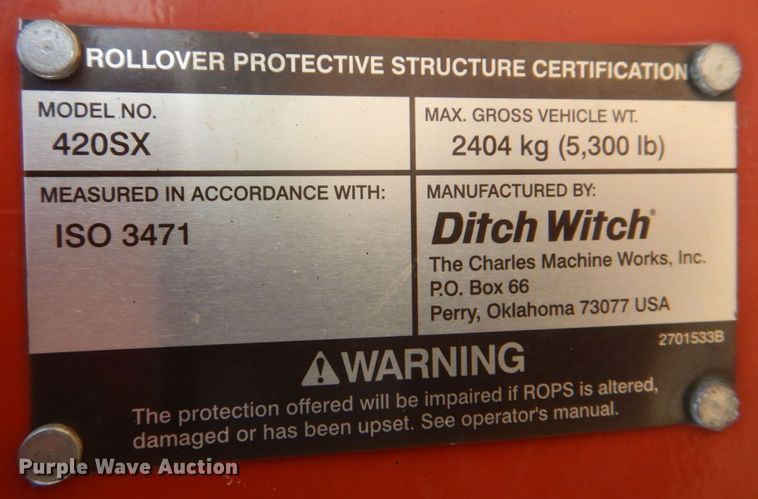 ROLLOVER PROTECTIVE STRUCTURE CERTIFICATION
MODEL NO.
420SX
MAX. GROSS VEHICLE WT.
2404 kg (5,300 lb)
MEASURED IN ACCORDANCE WITH:
ISO 3471
MANUFACTURED BY:
Ditch Witch®
The Charles Machine Works, Inc.
P.O. Box 66
Perry, Oklahoma 73077 USA
2701533B
⚠WARNING
The protection offered will be impaired if ROPS is altered,
damaged or has been upset. See operator's manual.
Purple Wave Auction